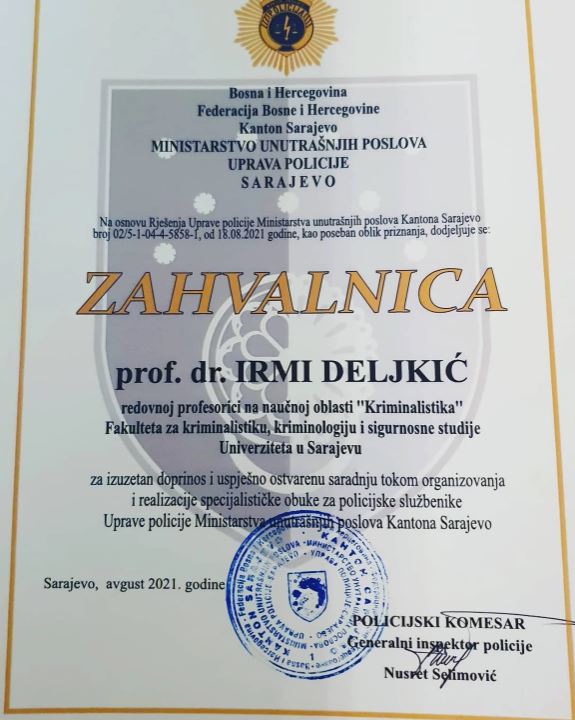 POLICIJA
Bosna i Hercegovina
Federacija Bosne i Hercegovine
Kanton Sarajevo
MINISTARSTVO UNUTRAŠNJIH POSLOVA
UPRAVA POLICIJE
SARAJEVO
Na osnovu Rješenja Uprave policije Ministarstva unutrašnjih poslova Kantona Sarajevo
broj 02/5-1-04-4-5858-1, od 18.08.2021 godine, kao poseban oblik priznanja, dodjeljuje se:
ZAHVALNICA
prof. dr. IRMI DELJKIĆ
redovnoj profesorici na naučnoj oblasti "Kriminalistika"
Fakulteta za kriminalistiku, kriminologiju i sigurnosne studije
Univerziteta u Sarajevu
za izuzetan doprinos i uspješno ostvarenu saradnju tokom organizovanja
i realizacije specijalističke obuke za policijske službenike
Uprave policije Ministarstva unutrašnjih poslova Kantona Sarajevo
Sarajevo, avgust 2021. godine
POLICIJSKI KOMESAR
Generalni inspektor policije
Nusret Selimović